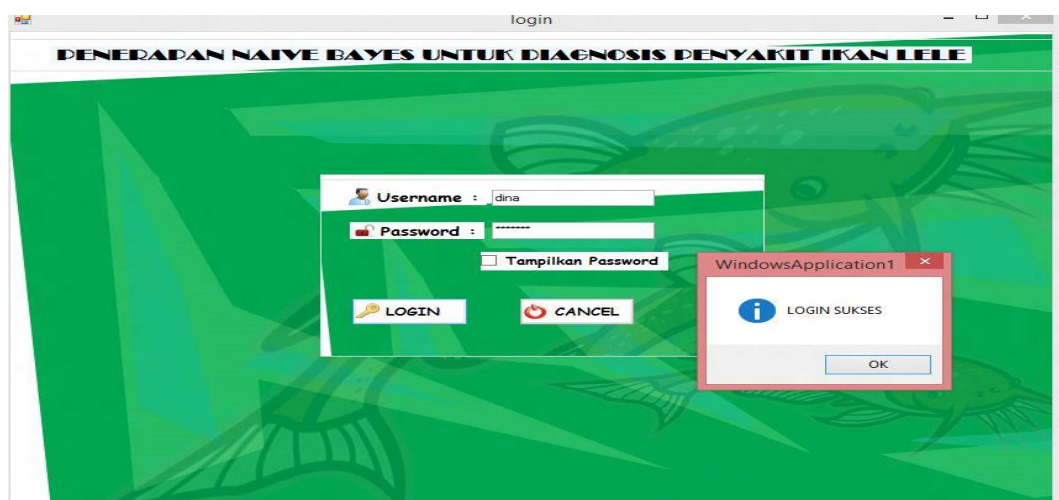 login
PENERAPAN NAIVE BAYES UNTUK DIAGNOSIS PENYAKIT IKAN LELE
Username : dina
Password : *******
Tampilkan Password
LOGIN CANCEL
WindowsApplication1
LOGIN SUKSES
OK